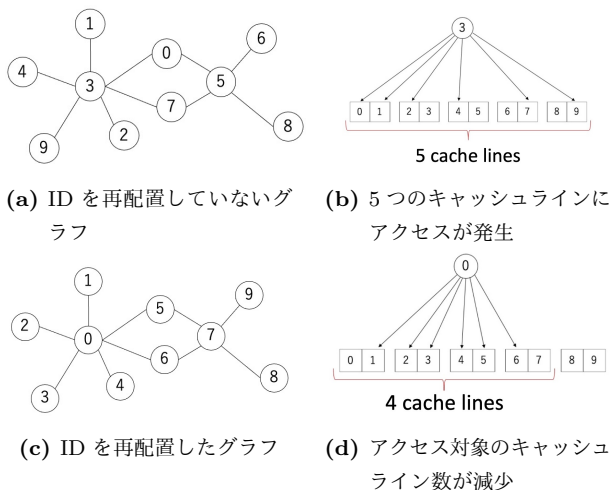 1
0
6
4
3
5
7
8
9
2
3
0 1 2 3 4 5 6 7 8 9
5 cache lines
(a) ID を再配置していないグ
ラフ
(b) 5 つのキャッシュラインに
アクセスが発生
1
5
9
2
0
7
6
8
3
4
0
0 1 2 3 4 5 6 7 8 9
4 cache lines
(c) ID を再配置したグラフ
(d) アクセス対象のキャッシュ
ライン数が減少